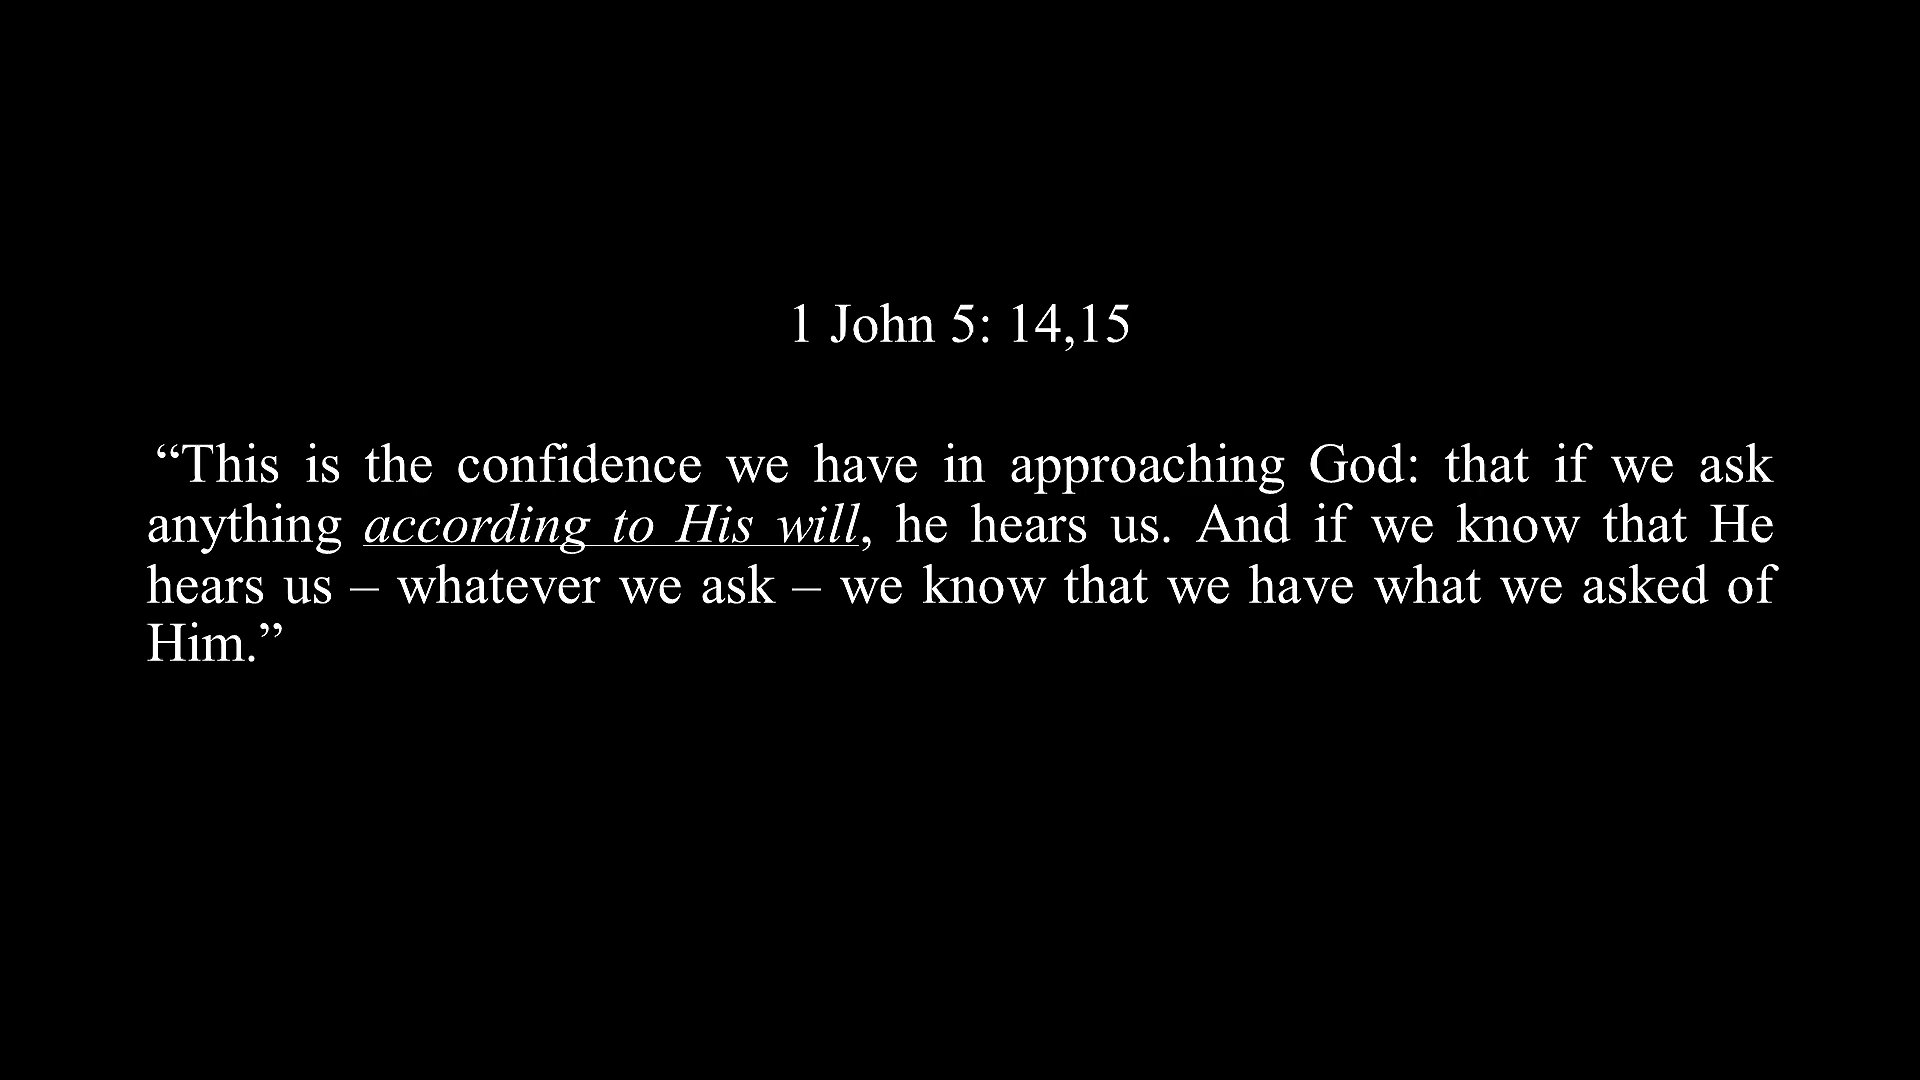 1 John 5: 14,15
“This is the confidence we have in approaching God: that if we ask
anything according to His will, he hears us. And if we know that He
hears us – whatever we ask – we know that we have what we asked of
Him.”